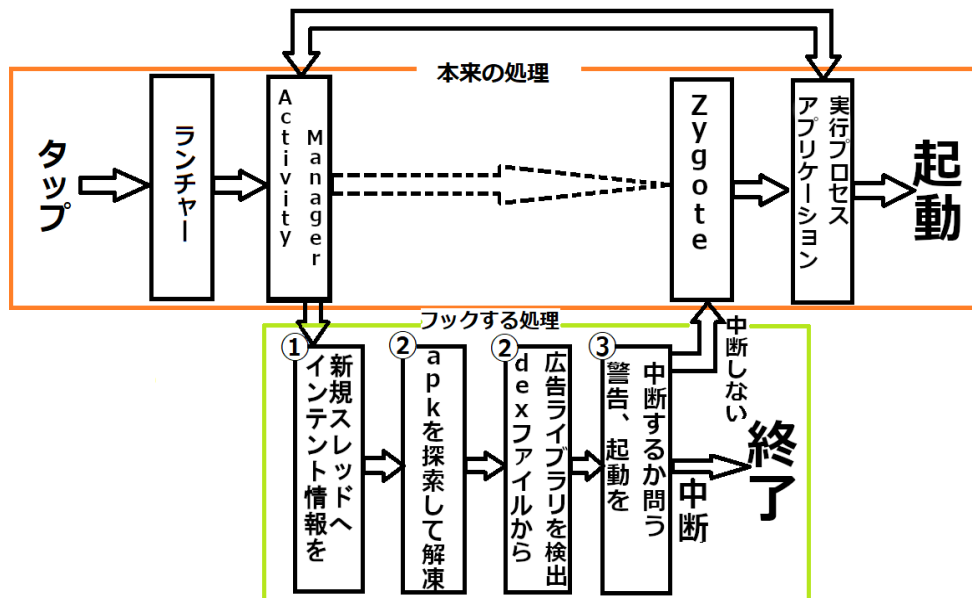 本来の処理
タップ
ランチャー
Activity
Manager
Zygote
実行プロセス
アプリケーション
起動
フックする処理
①
新規スレッドへ
インテント情報を
②
apkを探索して解凍
②
広告ライブラリを検出
dexファイルから
③
中断するか問う
警告、起動を
中断しない
中断
終了